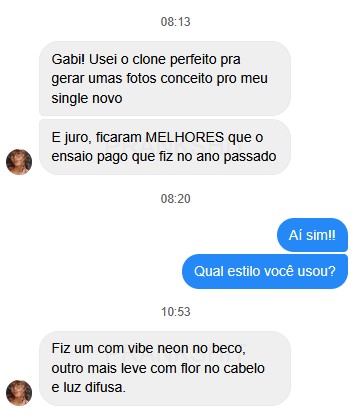 08:13
Gabi! Usei o clone perfeito pra
gerar umas fotos conceito pro meu
single novo
E juro, ficaram MELHORES que o
ensaio pago que fiz no ano passado
08:20
Aí sim!!
Qual estilo você usou?
10:53
Fiz um com vibe neon no beco,
outro mais leve com flor no cabelo
e luz difusa.